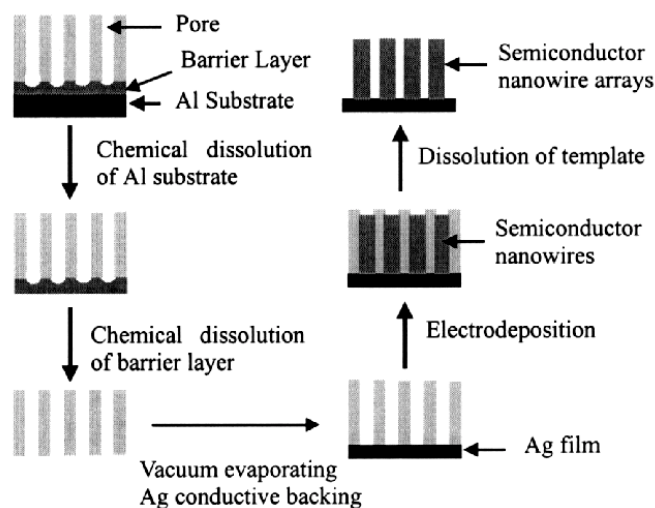 Pore
Barrier Layer
Al Substrate
Chemical dissolution
of Al substrate
Chemical dissolution
of barrier layer
Vacuum evaporating
Ag conductive backing
Ag film
Electrodeposition
Semiconductor
nanowires
Dissolution of template
Semiconductor
nanowire arrays